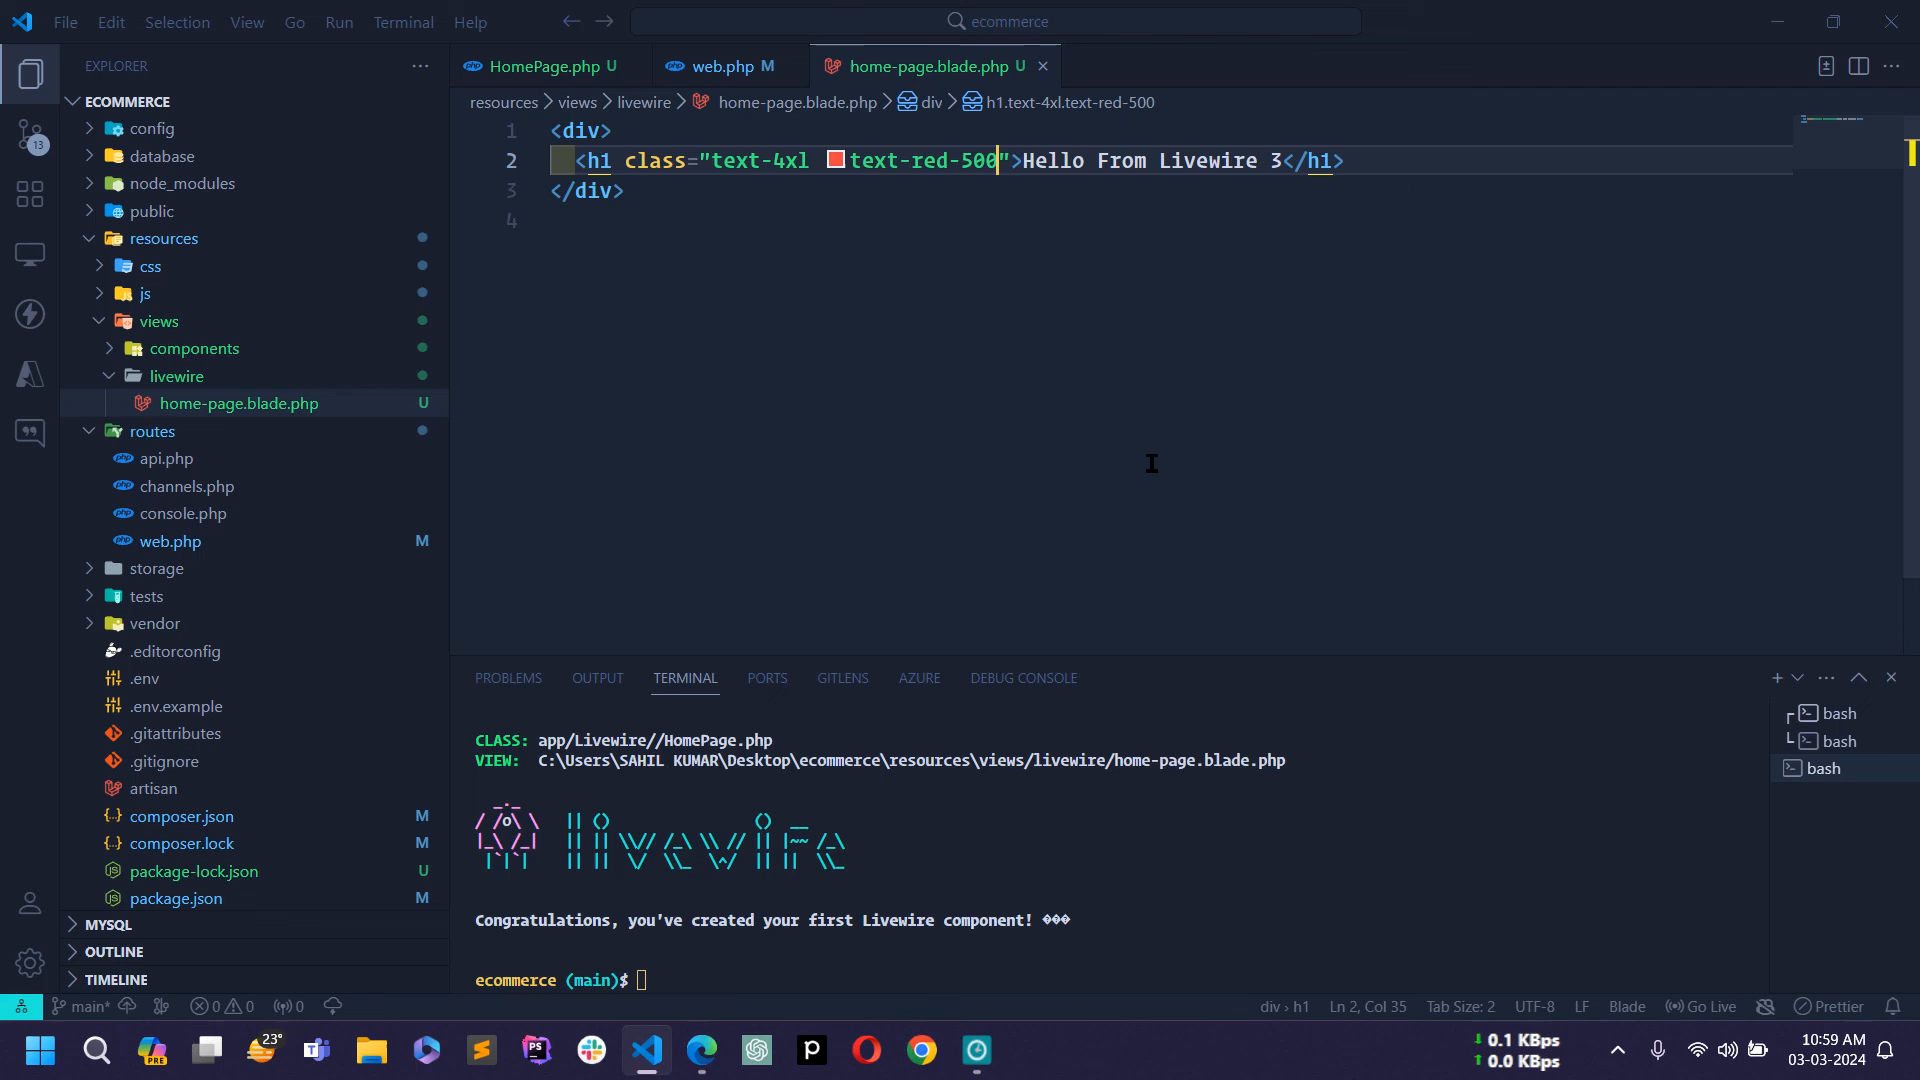 File Edit Selection View Go Run Terminal Help
ecommerce
EXPLORER
ECOMMERCE
config
database
node_modules
public
resources
css
js
views
components
livewire
home-page.blade.php U
routes
api.php
channels.php
console.php
web.php M
storage
tests
vendor
.editorconfig
.env
.env.example
.gitattributes
.gitignore
artisan
composer.json M
composer.lock M
package-lock.json U
package.json M
MYSQL
OUTLINE
TIMELINE
13
HomePage.php U
web.php M
home-page.blade.php U
resources > views > livewire > home-page.blade.php > div > h1.text-4xl.text-red-500
1 <div>
2 <h1 class="text-4xl text-red-500">Hello From Livewire 3</h1>
3 </div>
4
PROBLEMS OUTPUT TERMINAL PORTS GITLENS AZURE DEBUG CONSOLE
CLASS: app/Livewire//HomePage.php
VIEW: C:\Users\SAHIL KUMAR\Desktop\ecommerce\resources\views/livewire/home-page.blade.php
Congratulations, you've created your first Livewire component! ���
ecommerce (main)$
bash
bash
bash
main* 0 0 0
div > h1 Ln 2, Col 35 Tab Size: 2 UTF-8 LF Blade Go Live Prettier
PRE
23°
PS
0.1 KBps
0.0 KBps
10:59 AM
03-03-2024